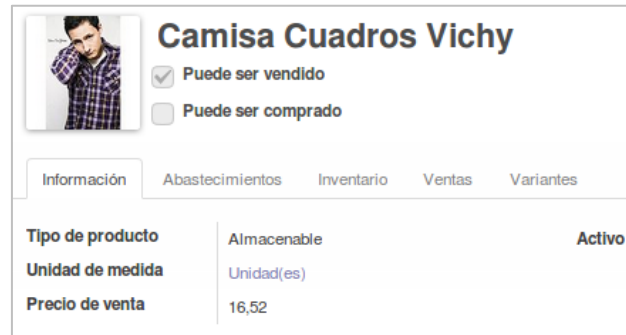 Camisa Cuadros Vichy
Puede ser vendido
Puede ser comprado
Información Abastecimientos Inventario Ventas Variantes
Tipo de producto Almacenable Activo
Unidad de medida Unidad(es)
Precio de venta 16,52